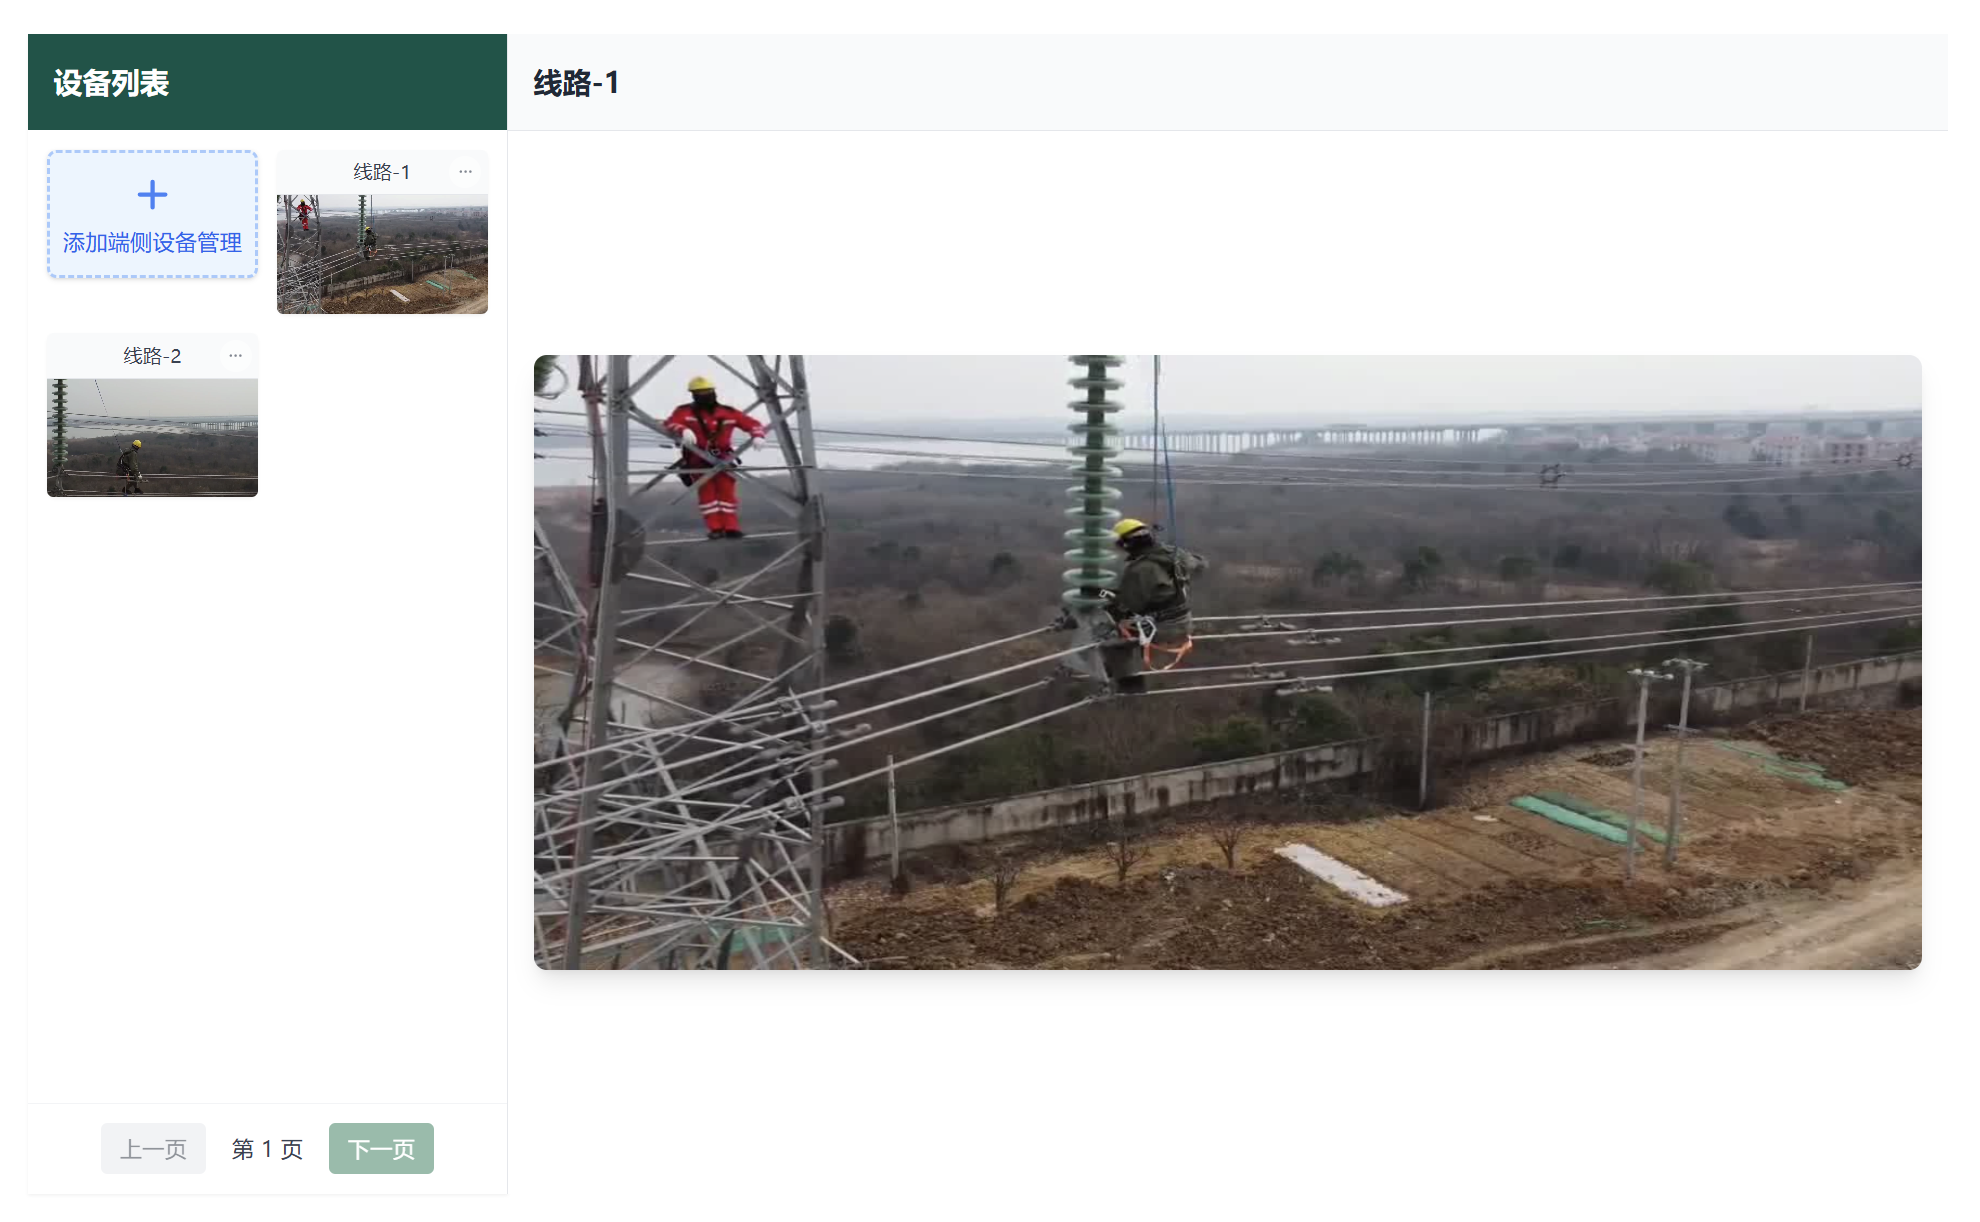 设备列表
线路-1
添加端侧设备管理
线路-1
线路-2
上一页
第 1 页
下一页